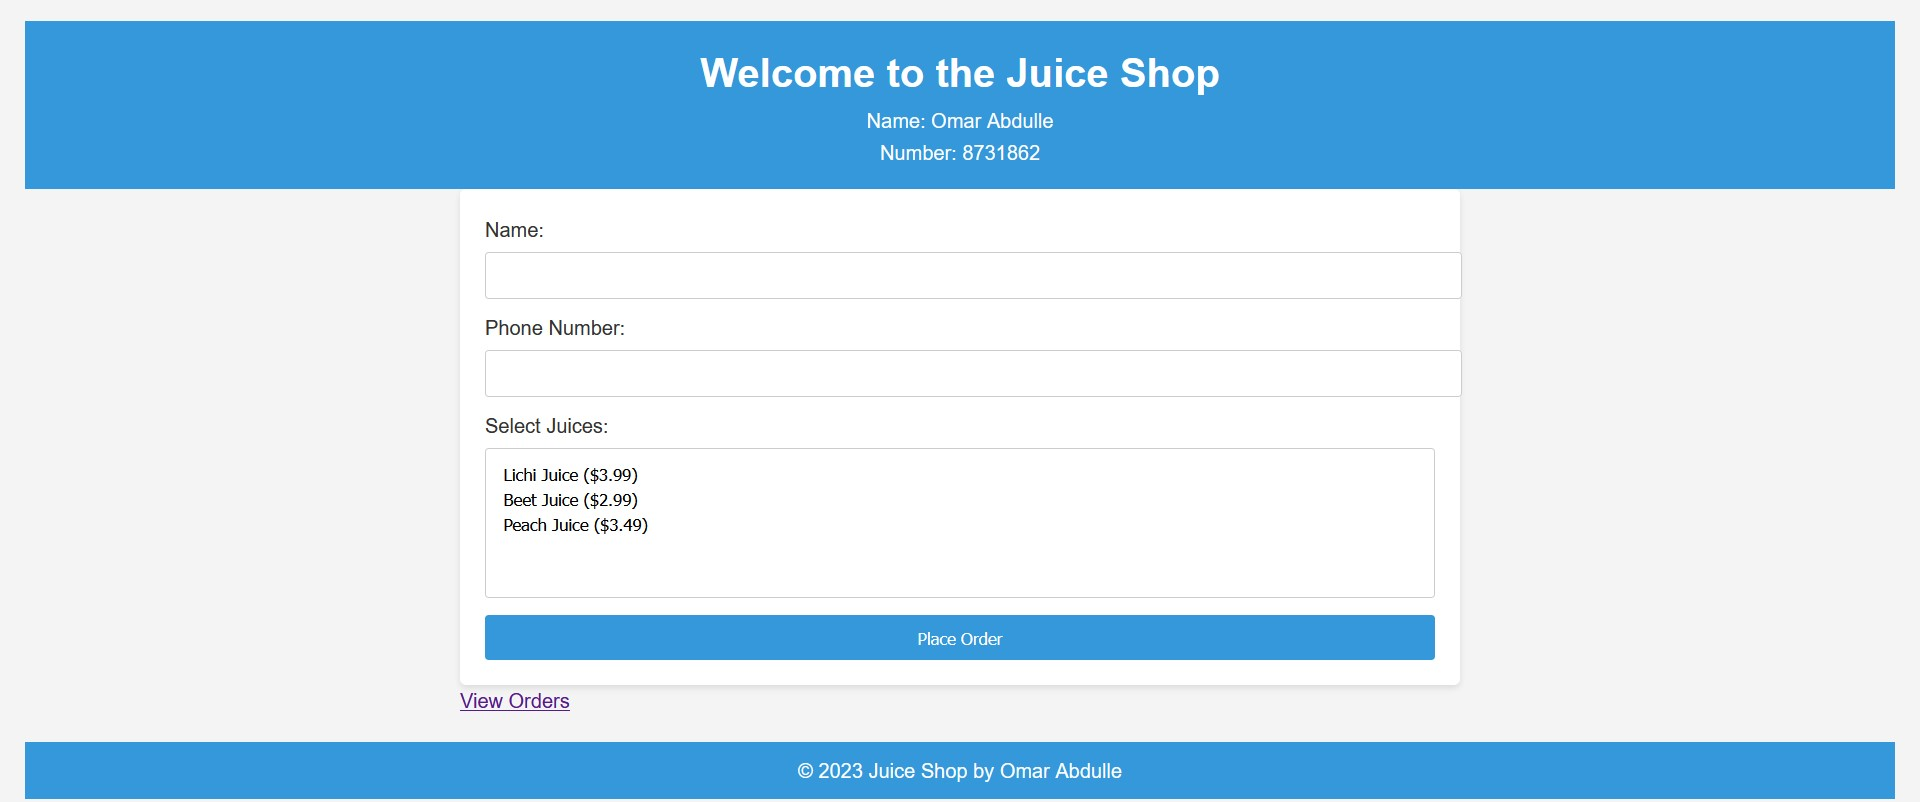 Welcome to the Juice Shop
Name: Omar Abdulle
Number: 8731862
Name:
Phone Number:
Select Juices:
Lichi Juice ($3.99)
Beet Juice ($2.99)
Peach Juice ($3.49)
Place Order
View Orders
© 2023 Juice Shop by Omar Abdulle